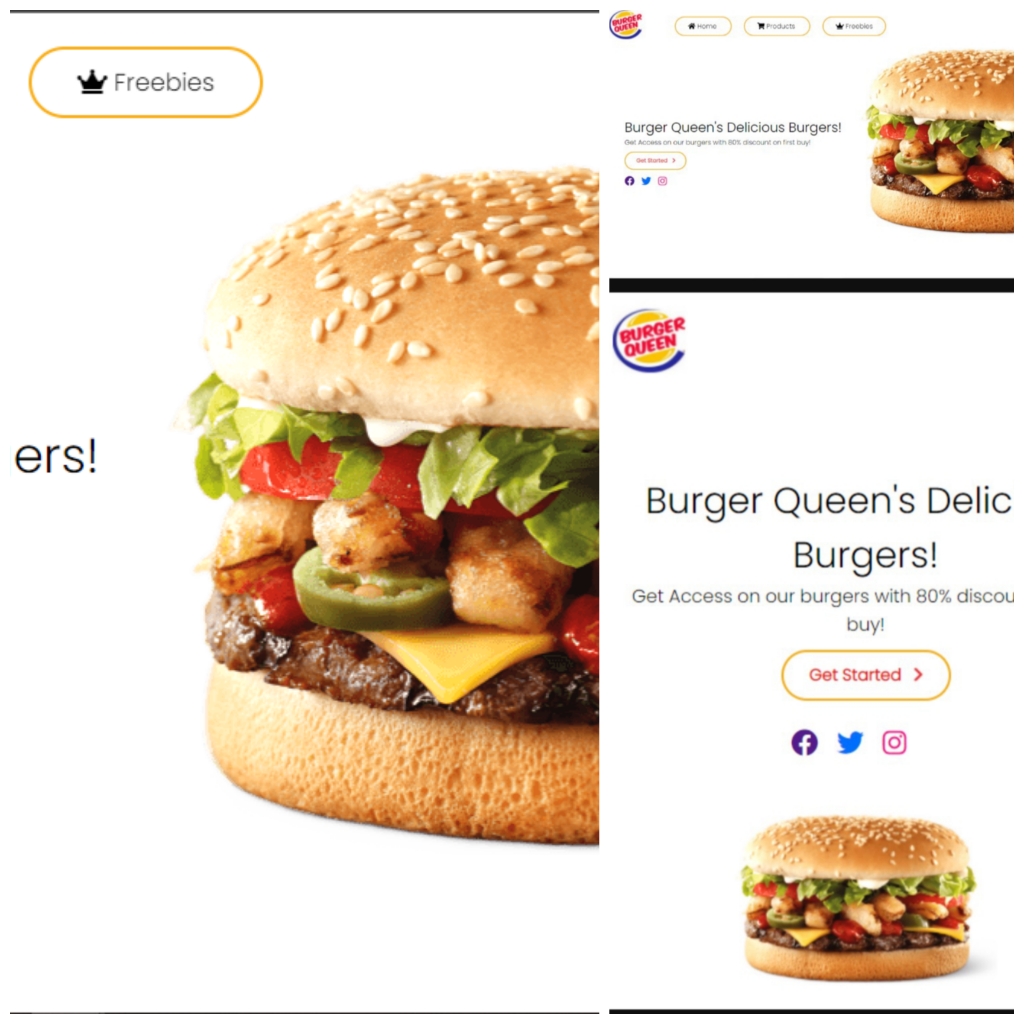 Freebies
ers!
BURGER
QUEEN
Home
Products
Freebies
Burger Queen's Delicious Burgers!
Get Access on our burgers with 80% discount on first buy!
Get Started
BURGER
QUEEN
Burger Queen's Delic
Burgers!
Get Access on our burgers with 80% discou
buy!
Get Started